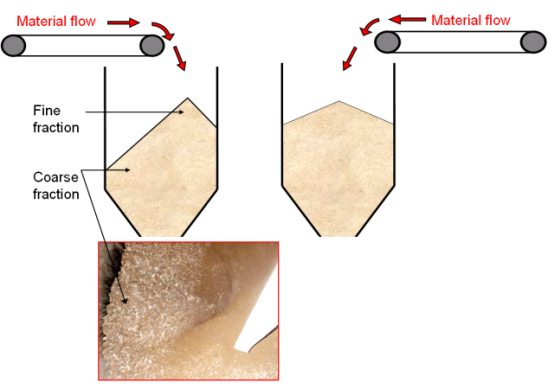 Material flow
Material flow
Fine
fraction
Coarse
fraction